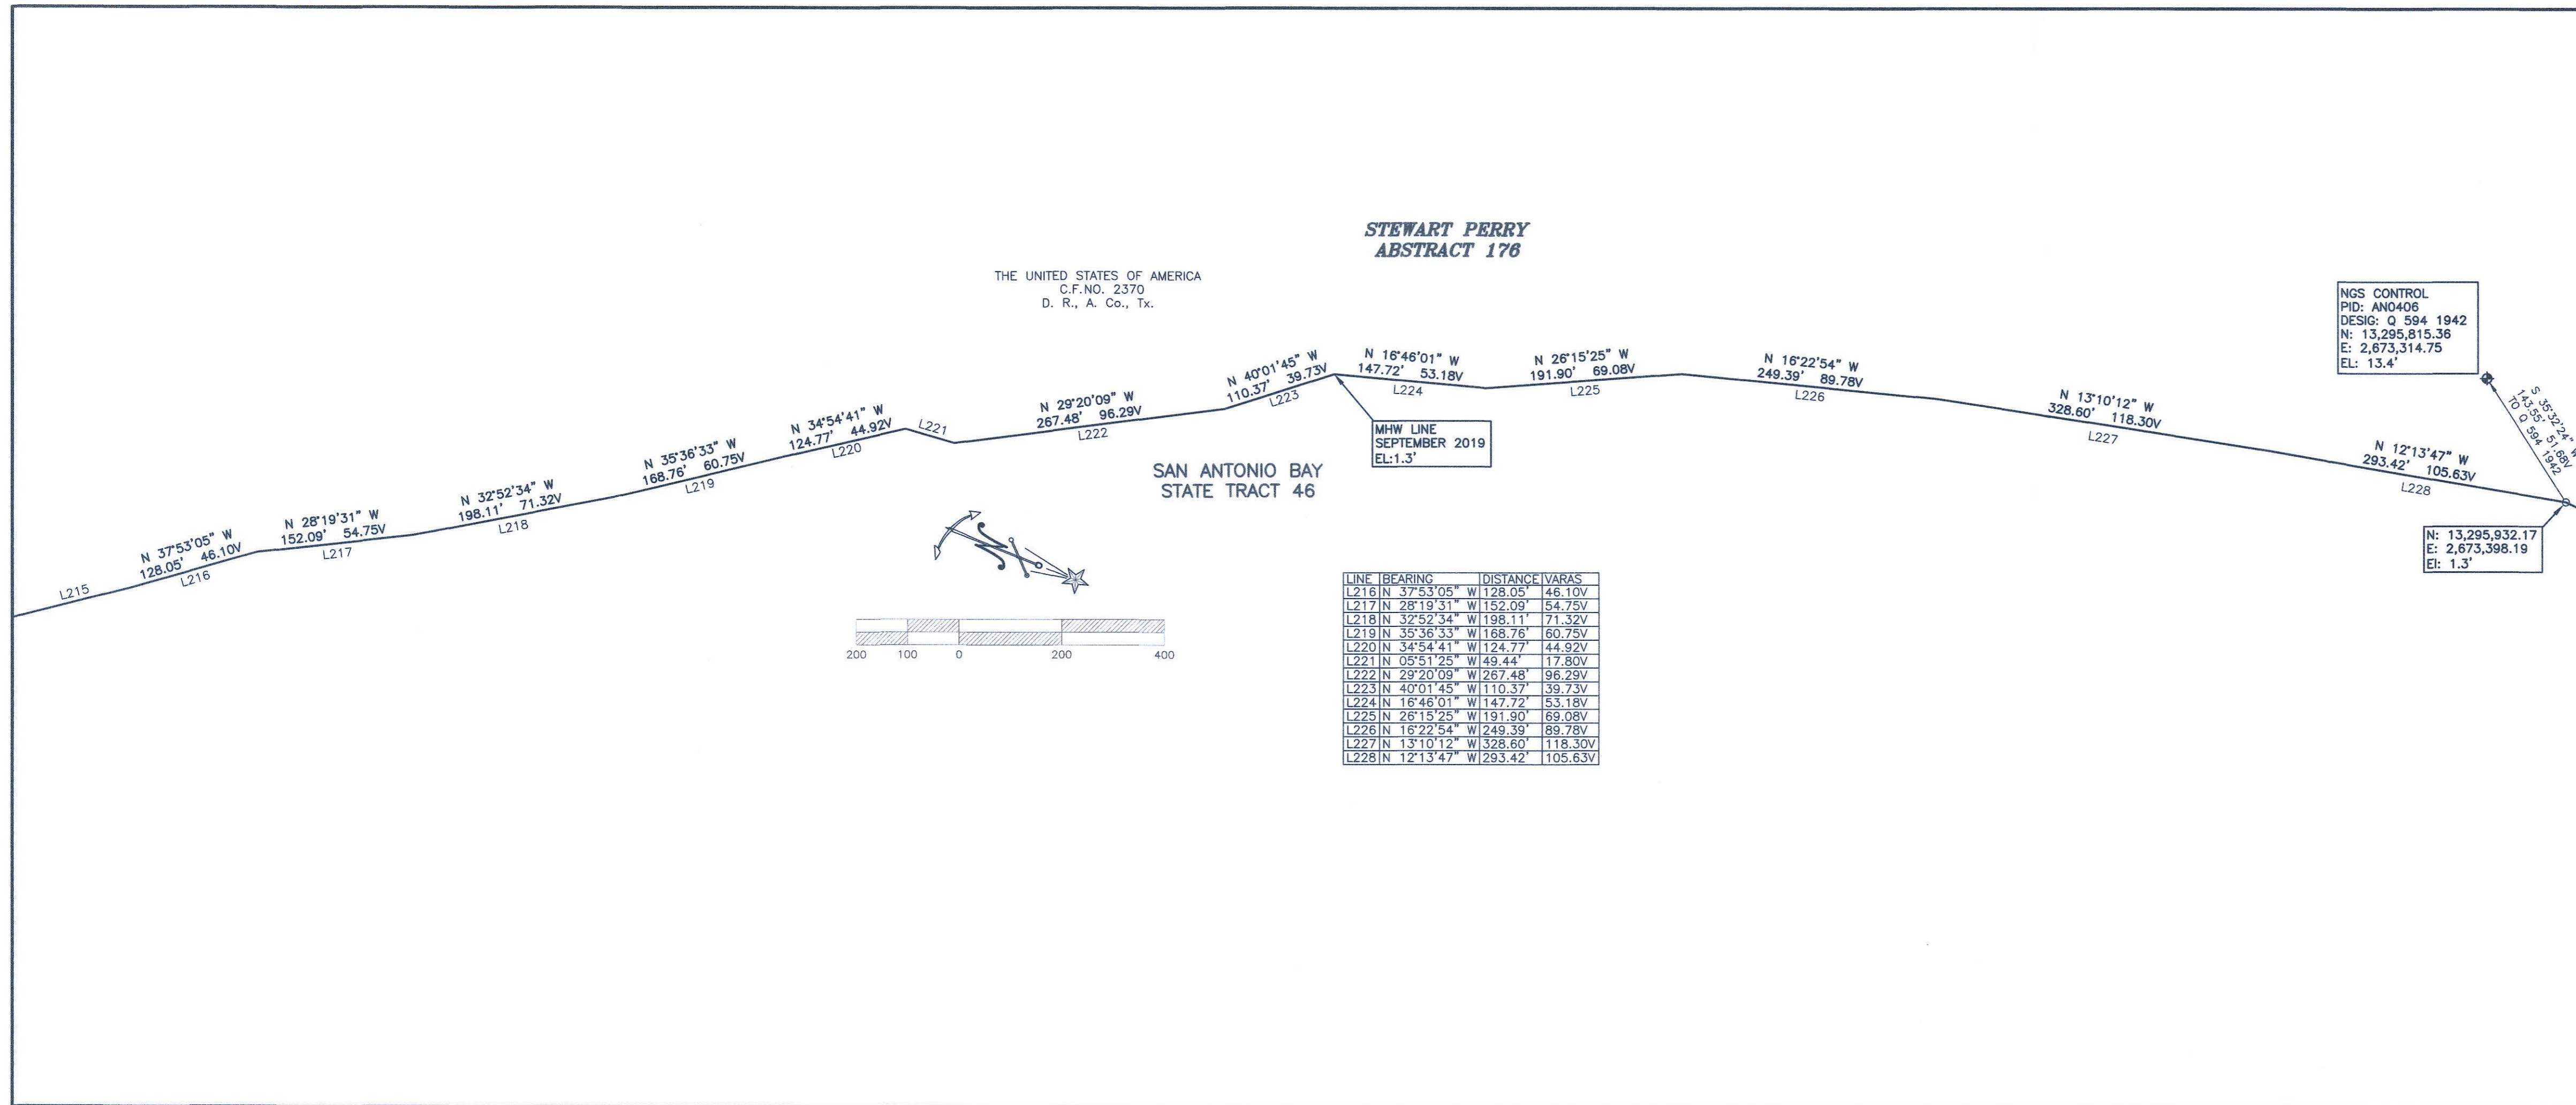 STEWART PERRY
ABSTRACT 176
THE UNITED STATES OF AMERICA
C.F.NO. 2370
D. R., A. Co., Tx.
NGS CONTROL
PID: AN0406
DESIG: Q 594 1942
N: 13,295,815.36
E: 2,673,314.75
EL: 13.4'
S 35°32'24" W
143.55' 51.68V
TO Q 594 1942
L215
N 37°53'05" W
128.05' 46.10V
L216
N 28°19'31" W
152.09' 54.75V
L217
N 32°52'34" W
198.11' 71.32V
L218
N 35°36'33" W
168.76' 60.75V
L219
N 34°54'41" W
124.77' 44.92V
L220
L221
N 29°20'09" W
267.48' 96.29V
L222
N 40°01'45" W
110.37' 39.73V
L223
N 16°46'01" W
147.72' 53.18V
L224
N 26°15'25" W
191.90' 69.08V
L225
N 16°22'54" W
249.39' 89.78V
L226
N 13°10'12" W
328.60' 118.30V
L227
N 12°13'47" W
293.42' 105.63V
L228
MHW LINE
SEPTEMBER 2019
EL:1.3'
SAN ANTONIO BAY
STATE TRACT 46
N: 13,295,932.17
E: 2,673,398.19
El: 1.3'
N
200 100 0 200 400
LINE BEARING DISTANCE VARAS
L216 N 37°53'05" W 128.05' 46.10V
L217 N 28°19'31" W 152.09' 54.75V
L218 N 32°52'34" W 198.11' 71.32V
L219 N 35°36'33" W 168.76' 60.75V
L220 N 34°54'41" W 124.77' 44.92V
L221 N 05°51'25" W 49.44' 17.80V
L222 N 29°20'09" W 267.48' 96.29V
L223 N 40°01'45" W 110.37' 39.73V
L224 N 16°46'01" W 147.72' 53.18V
L225 N 26°15'25" W 191.90' 69.08V
L226 N 16°22'54" W 249.39' 89.78V
L227 N 13°10'12" W 328.60' 118.30V
L228 N 12°13'47" W 293.42' 105.63V